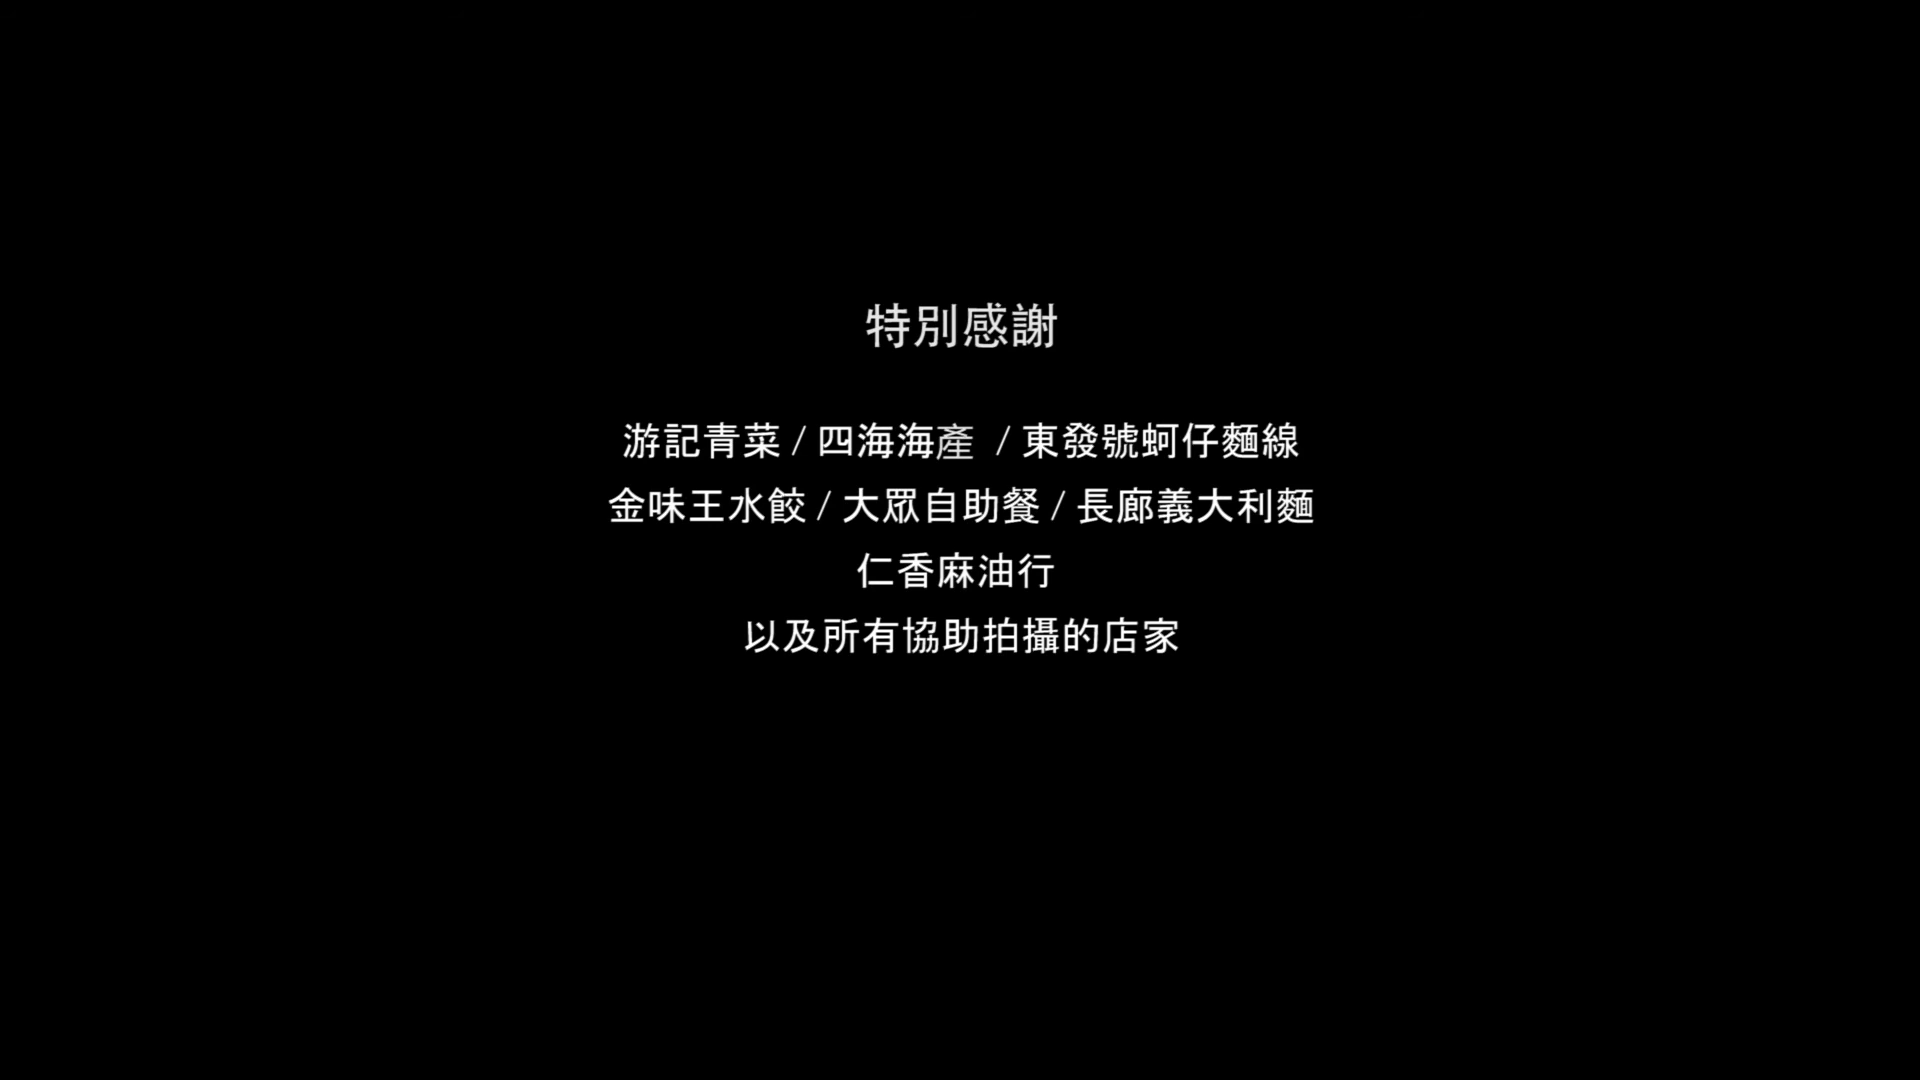 特別感謝
游記青菜 / 四海海產 / 東發號蚵仔麵線
金味王水餃 / 大眾自助餐 / 長廊義大利麵
仁香麻油行
以及所有協助拍攝的店家